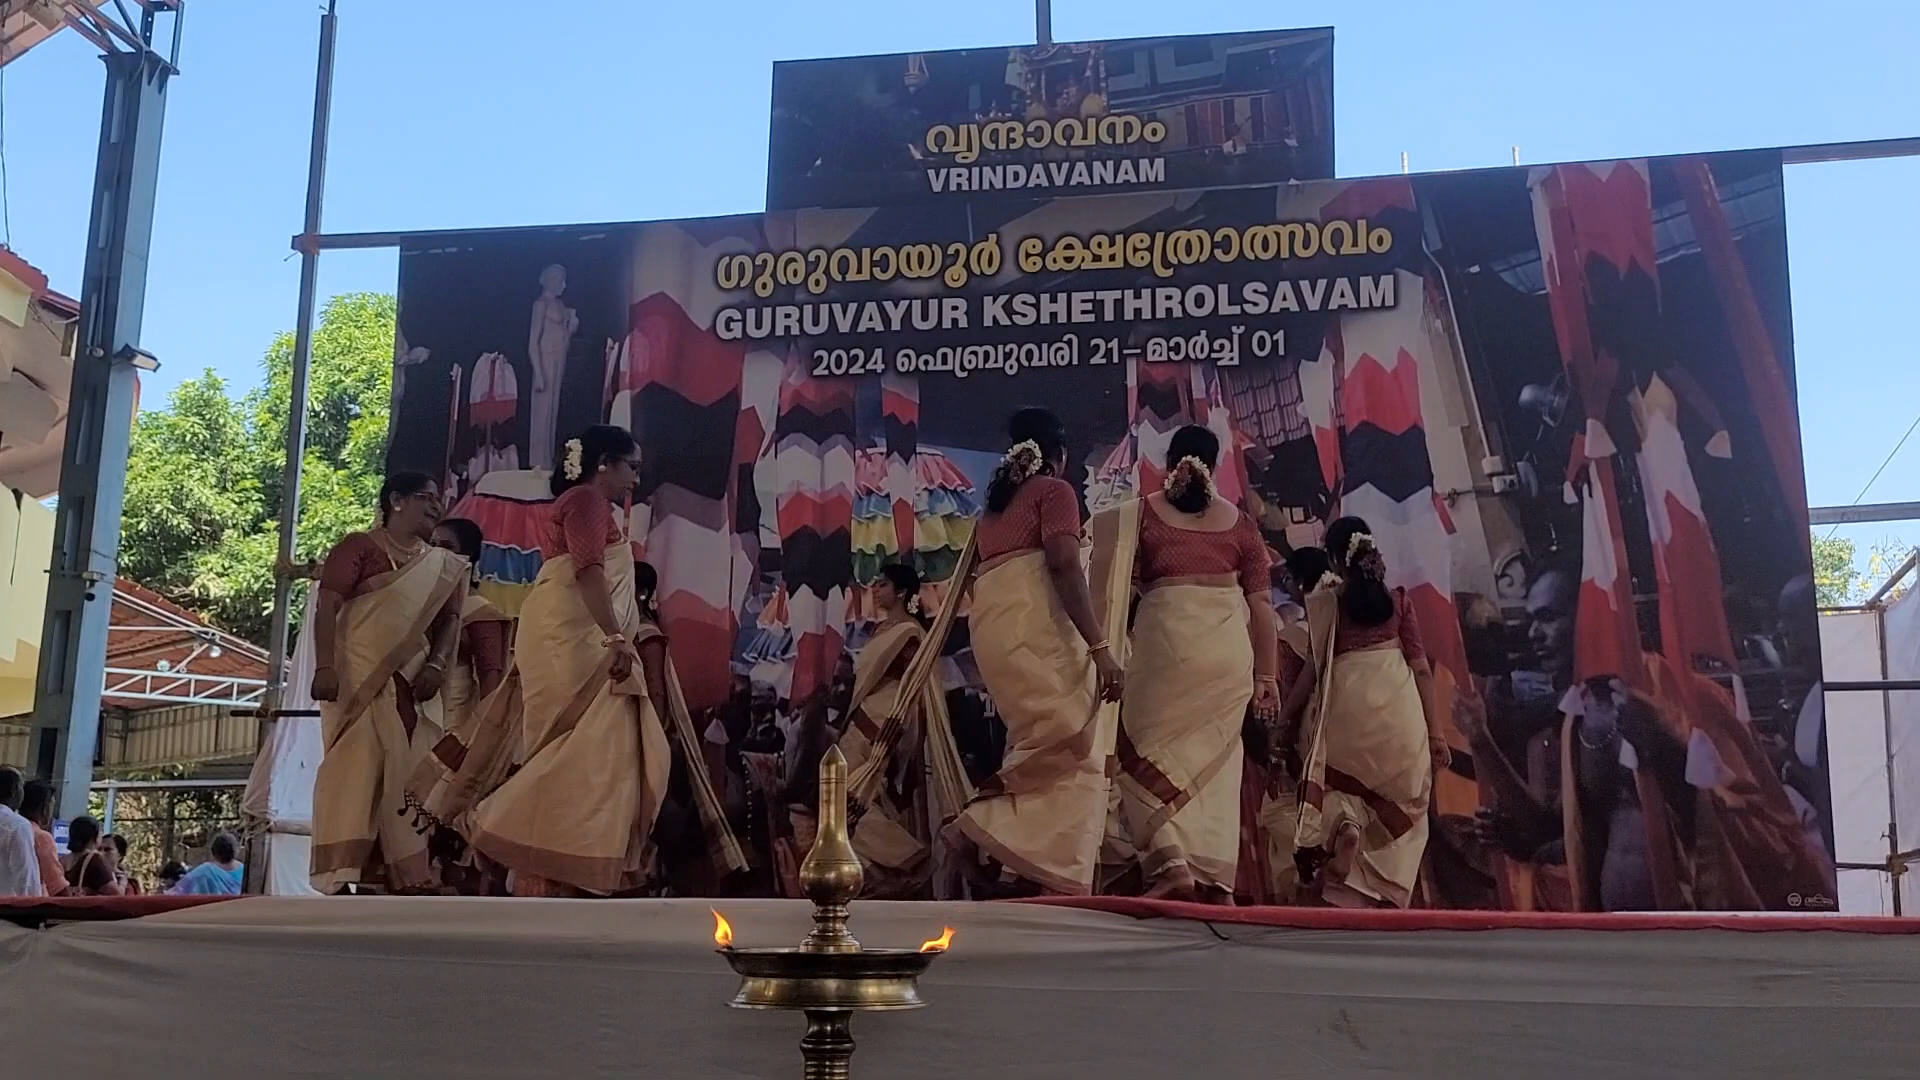 വൃന്ദാവനം
VRINDAVANAM
ഗുരുവായൂർ ക്ഷേത്രോത്സവം
GURUVAYUR KSHETHROLSAVAM
2024 ഫെബ്രുവരി 21-മാർച്ച് 01